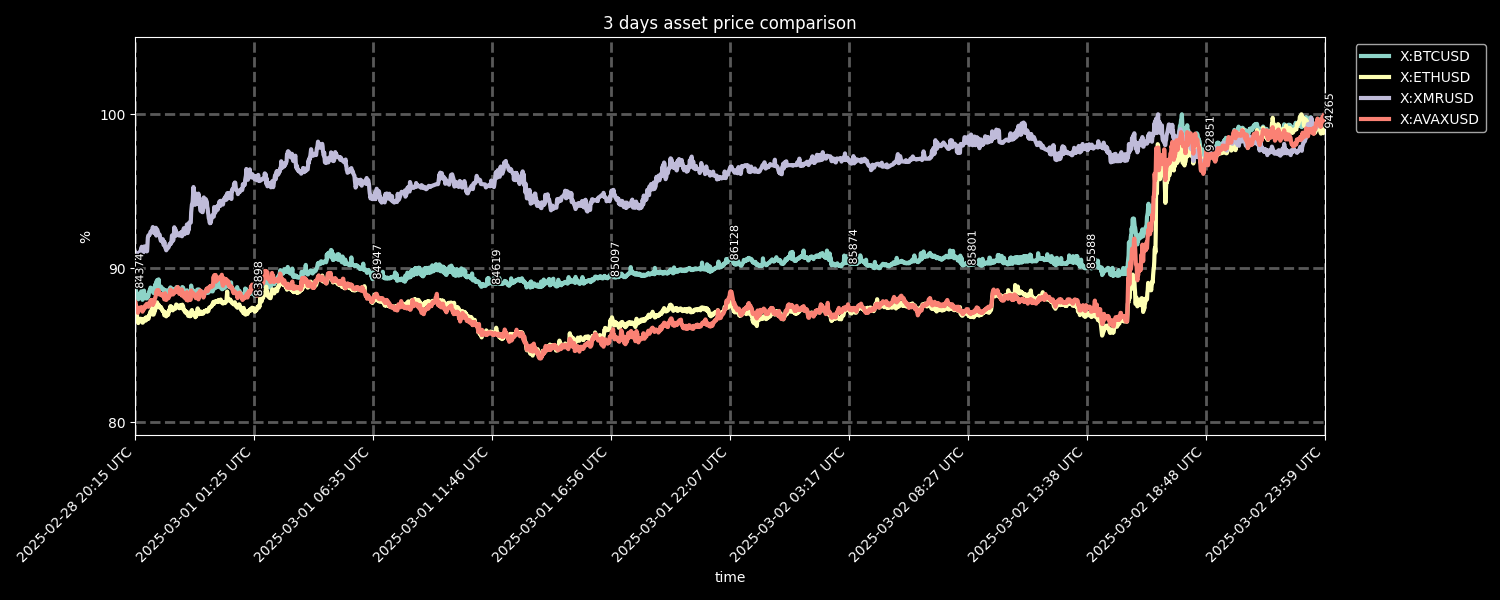 3 days asset price comparison
X:BTCUSD
X:ETHUSD
X:XMRUSD
X:AVAXUSD
100
90
80
%
84374
83898
84947
84619
85097
86128
85874
85801
85588
92851
94265
2025-02-28 20:15 UTC
2025-03-01 01:25 UTC
2025-03-01 06:35 UTC
2025-03-01 11:46 UTC
2025-03-01 16:56 UTC
2025-03-01 22:07 UTC
2025-03-02 03:17 UTC
2025-03-02 08:27 UTC
2025-03-02 13:38 UTC
2025-03-02 18:48 UTC
2025-03-02 23:59 UTC
time